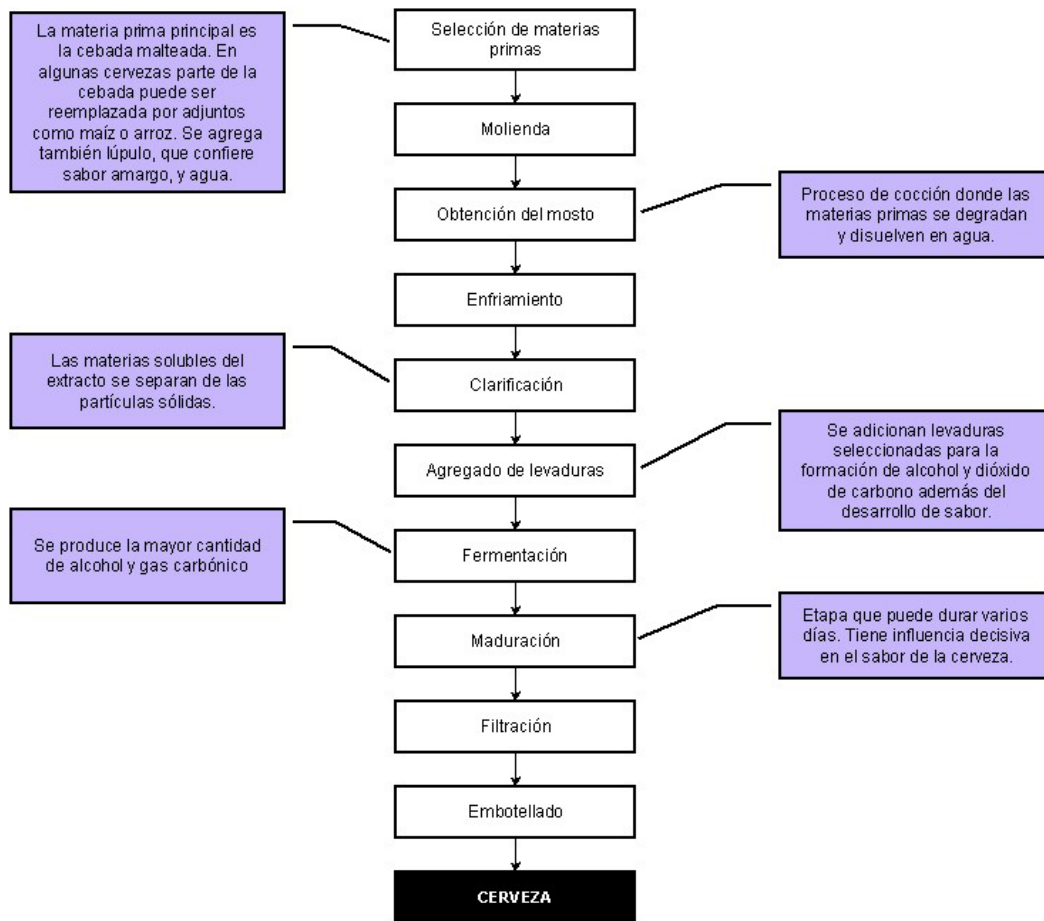 La materia prima principal es
la cebada malteada. En
algunas cervezas parte de la
cebada puede ser
reemplazada por adjuntos
como maíz o arroz. Se agrega
también lúpulo, que confiere
sabor amargo, y agua.
Selección de materias
primas
Molienda
Obtención del mosto
Proceso de cocción donde las
materias primas se degradan
y disuelven en agua.
Enfriamiento
Las materias solubles del
extracto se separan de las
partículas sólidas.
Clarificación
Agregado de levaduras
Se adicionan levaduras
seleccionadas para la
formación de alcohol y dióxido
de carbono además del
desarrollo de sabor.
Se produce la mayor cantidad
de alcohol y gas carbónico
Fermentación
Maduración
Etapa que puede durar varios
días. Tiene influencia decisiva
en el sabor de la cerveza.
Filtración
Embotellado
CERVEZA